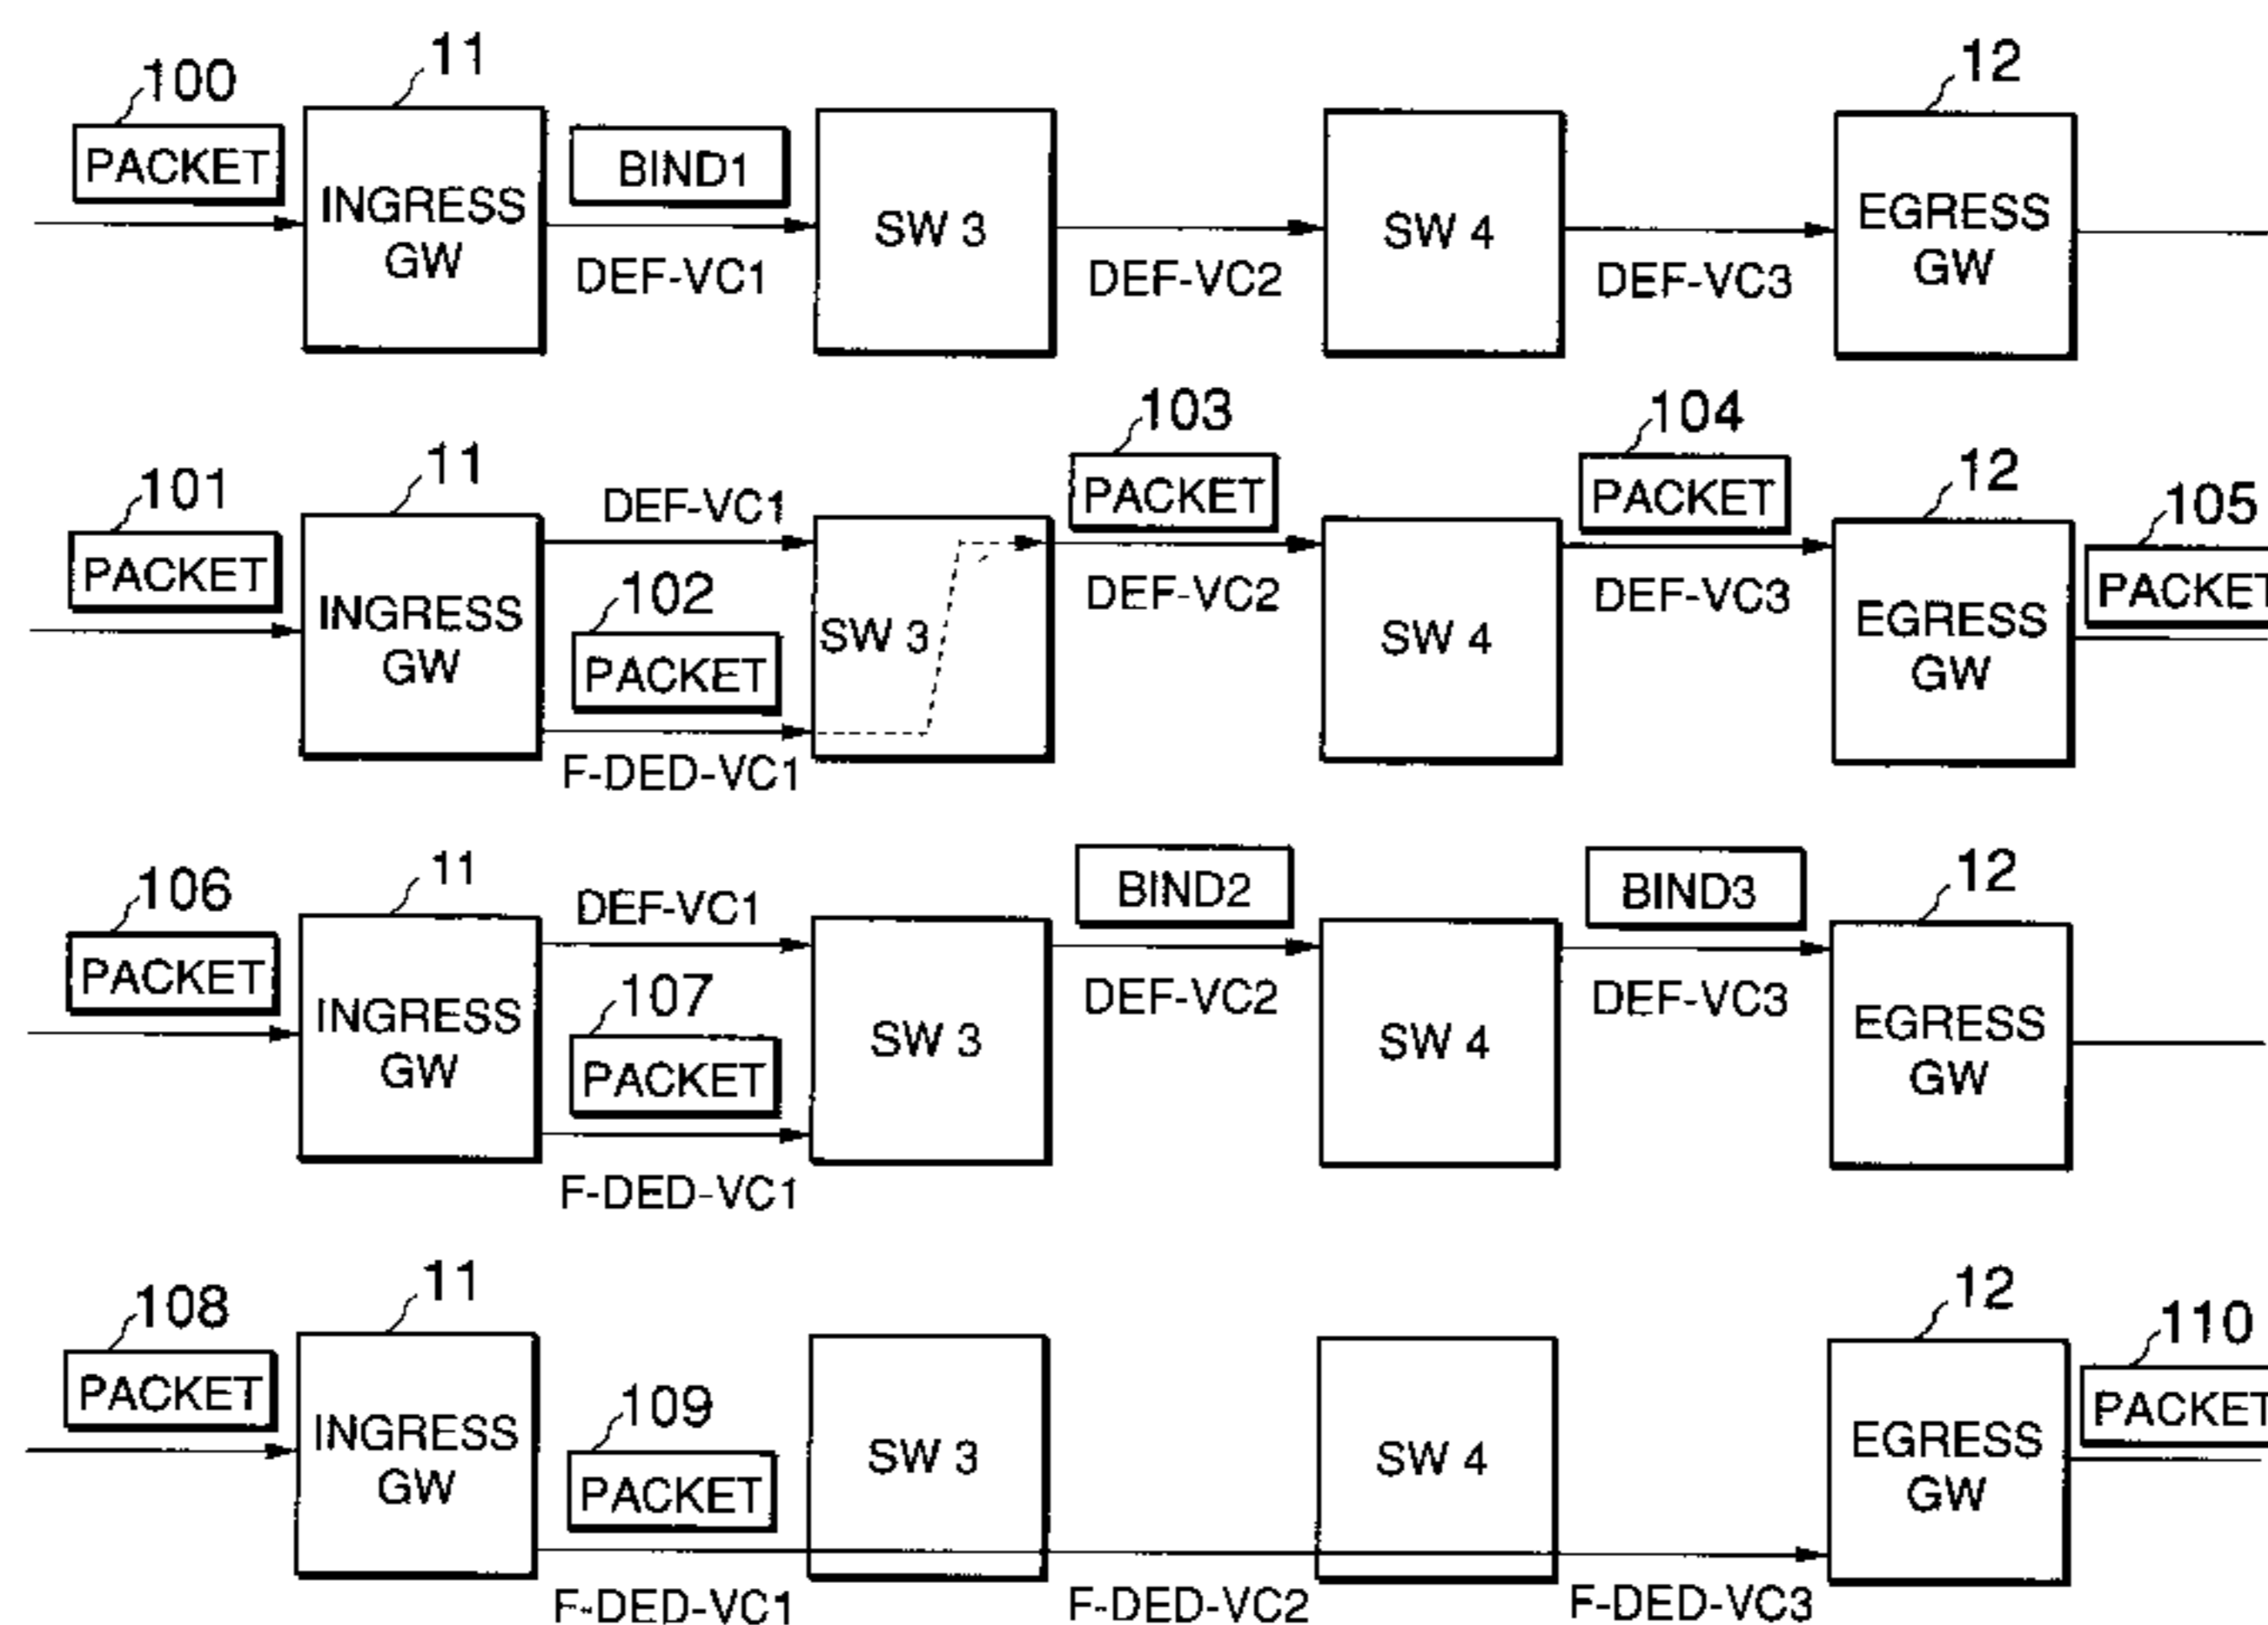 100
11
12
PACKET
BIND1
INGRESS
GW
SW 3
SW 4
EGRESS
GW
DEF-VC1
DEF-VC2
DEF-VC3
101
11
103
104
12
105
DEF-VC1
PACKET
PACKET
PACKET
PACKET
102
DEF-VC2
DEF-VC3
INGRESS
GW
PACKET
SW 3
SW 4
EGRESS
GW
F-DED-VC1
106
11
12
DEF-VC1
BIND2
BIND3
PACKET
107
DEF-VC2
DEF-VC3
INGRESS
GW
PACKET
SW 3
SW 4
EGRESS
GW
F-DED-VC1
108
11
12
110
PACKET
109
PACKET
INGRESS
GW
PACKET
SW 3
SW 4
EGRESS
GW
F-DED-VC1
F-DED-VC2
F-DED-VC3